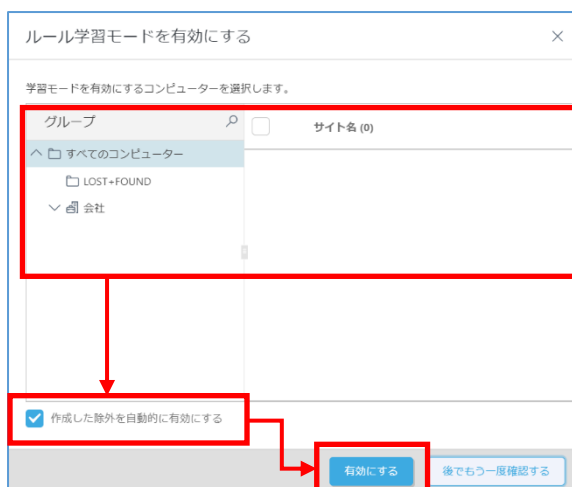 ルール学習モードを有効にする
学習モードを有効にするコンピューターを選択します。
グループ
サイト名 (0)
すべてのコンピューター
LOST+FOUND
会社
作成した除外を自動的に有効にする
有効にする
後でもう一度確認する